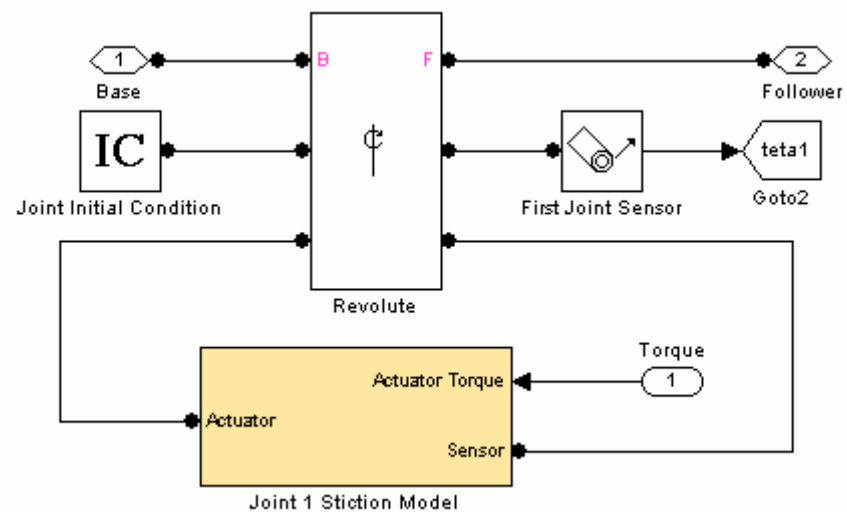 1
B
F
2
Base
Follower
IC
teta1
Joint Initial Condition
First Joint Sensor
Goto2
Revolute
Torque
Actuator Torque
1
Actuator
Sensor
Joint 1 Stiction Model